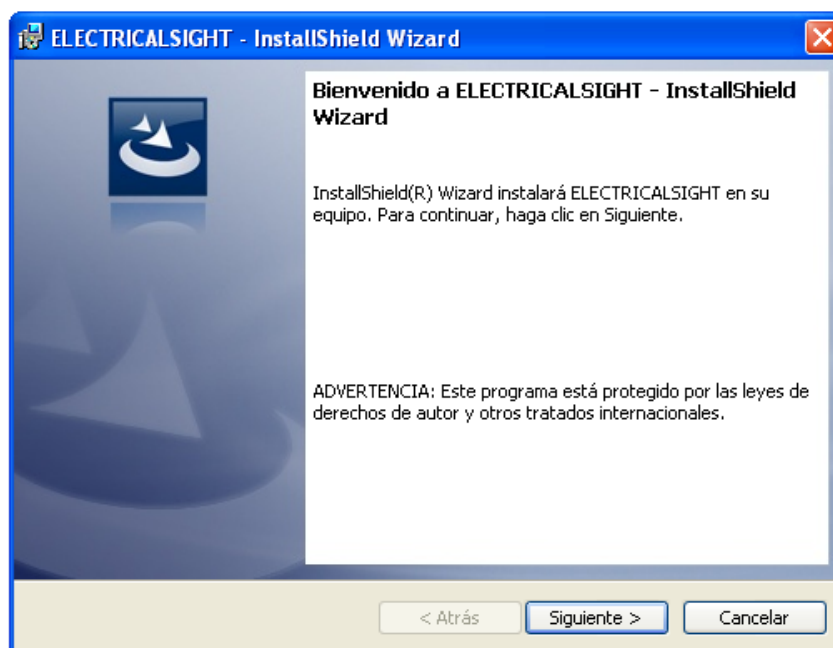 ELECTRICALSIGHT - InstallShield Wizard
Bienvenido a ELECTRICALSIGHT - InstallShield
Wizard
InstallShield(R) Wizard instalará ELECTRICALSIGHT en su
equipo. Para continuar, haga clic en Siguiente.
ADVERTENCIA: Este programa está protegido por las leyes de
derechos de autor y otros tratados internacionales.
< Atrás
Siguiente >
Cancelar